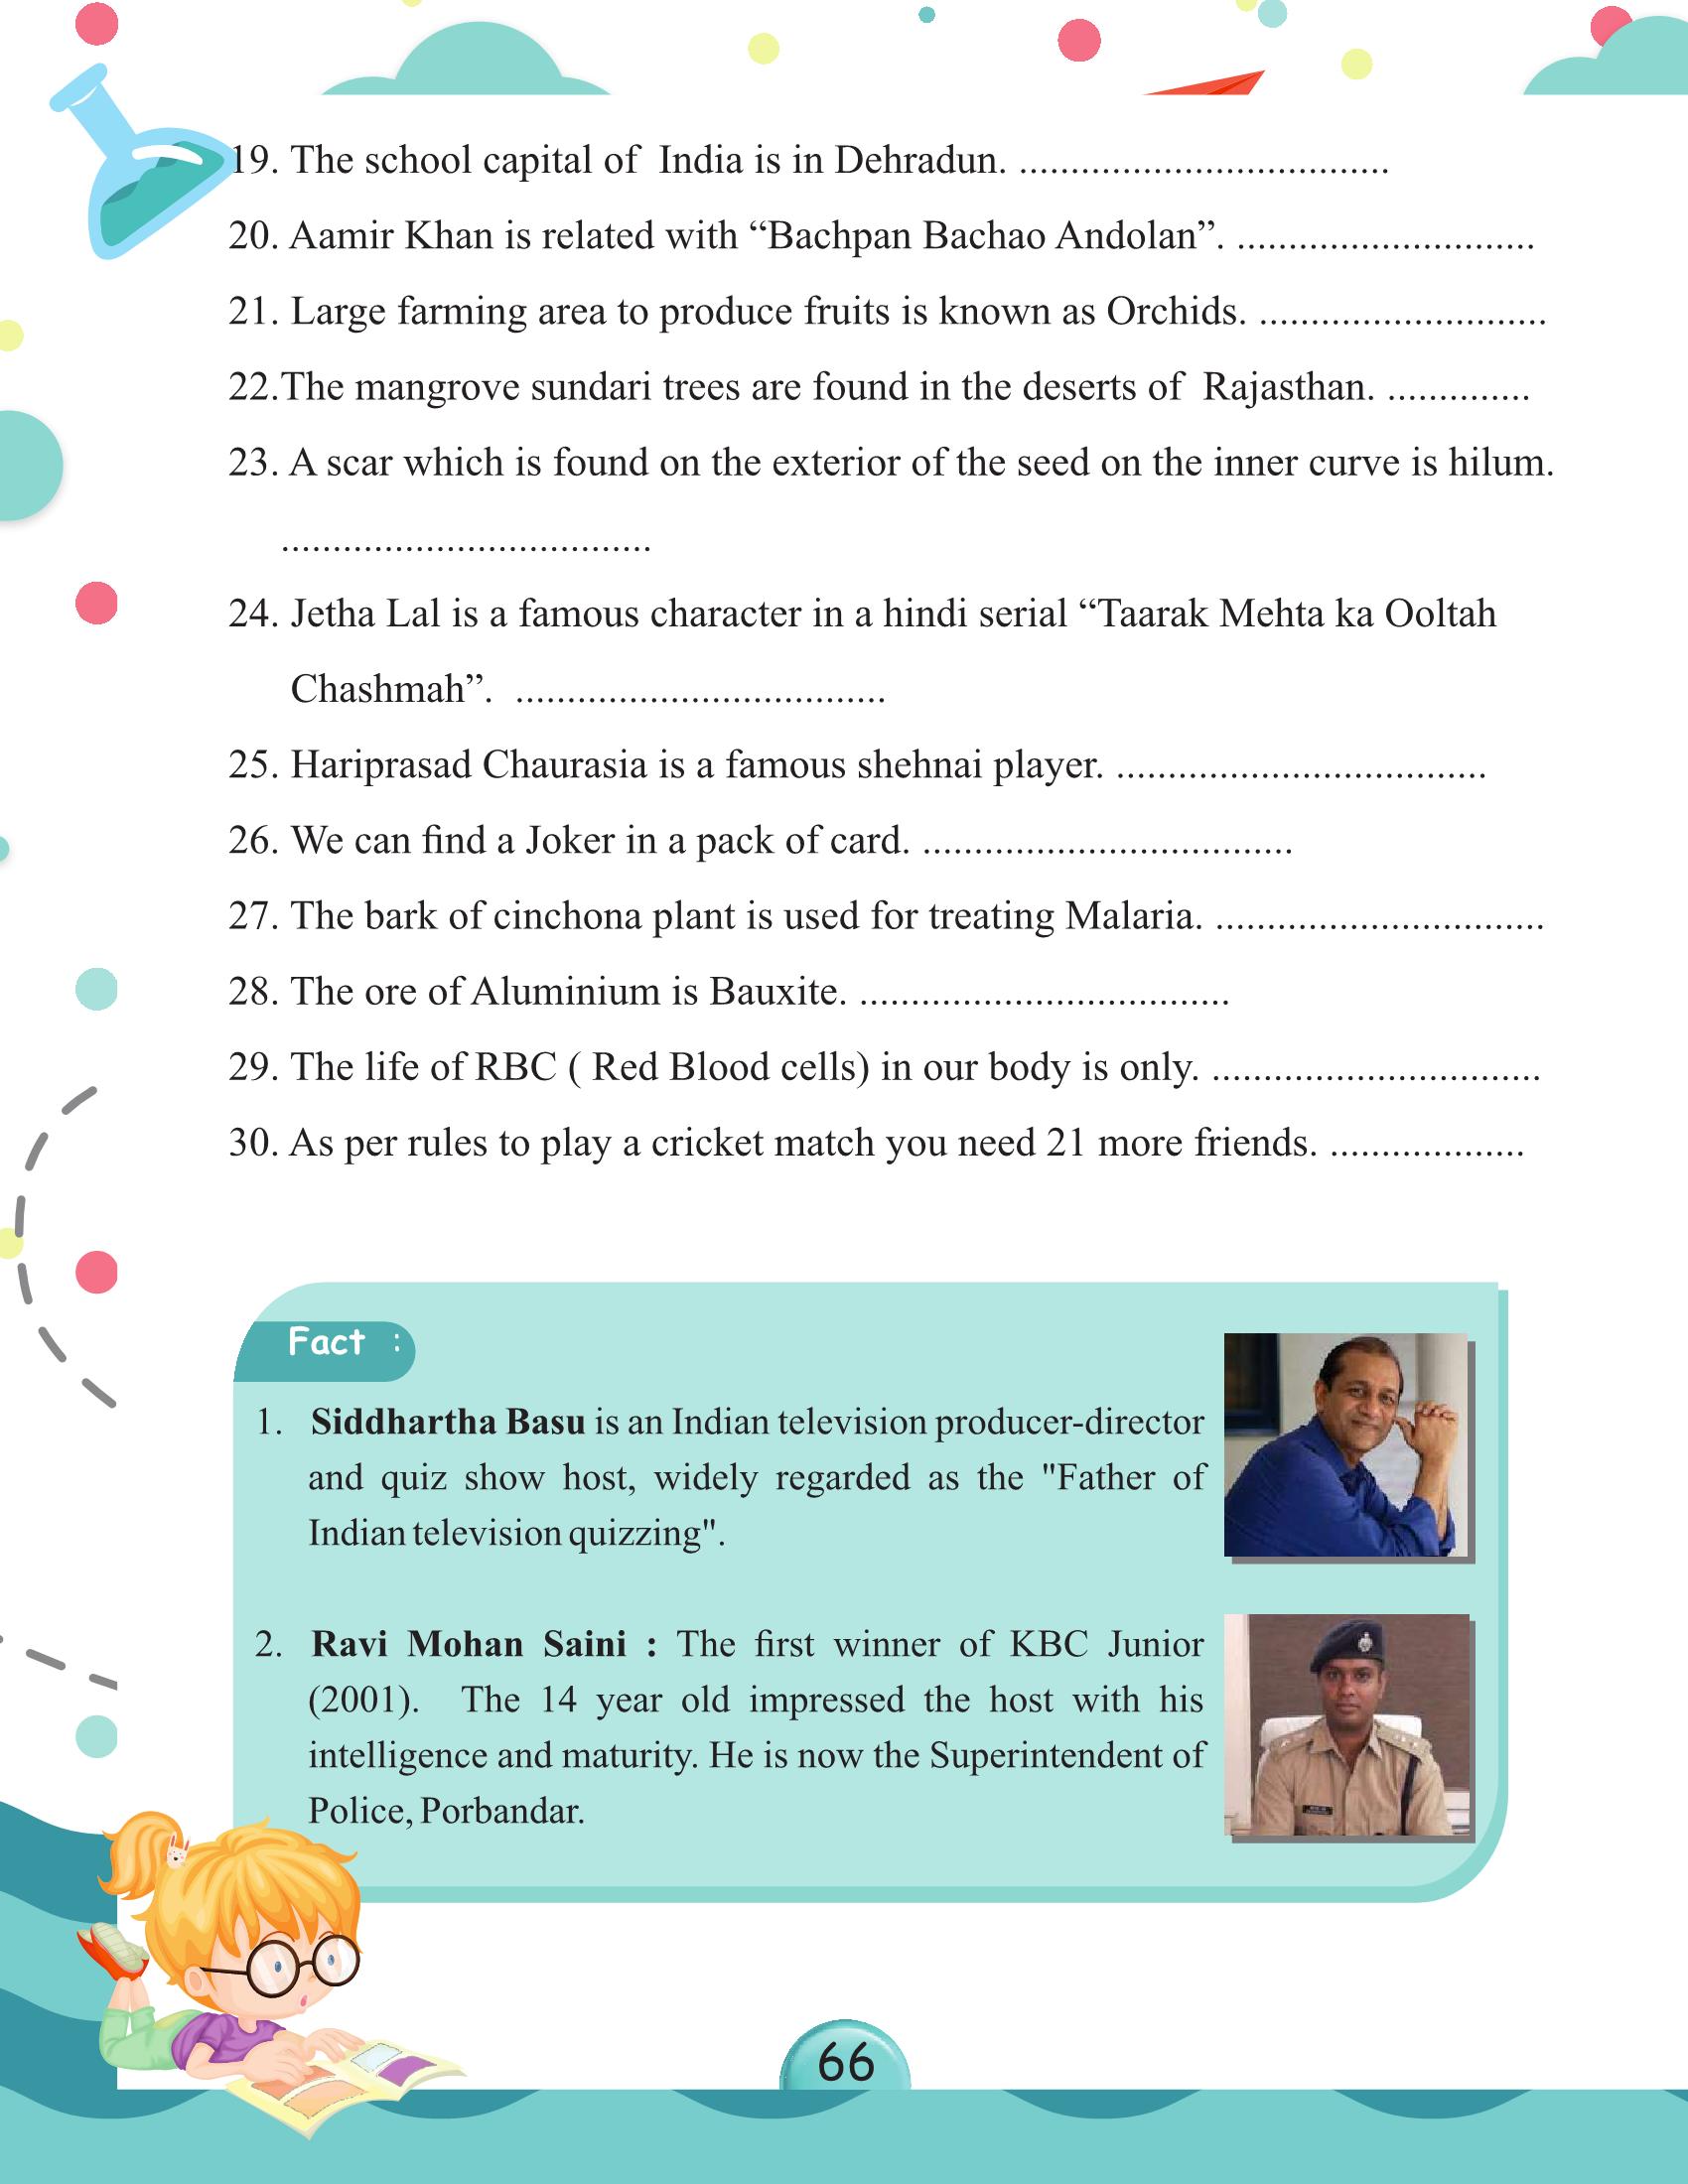 19. The school capital of India is in Dehradun. ....................................
20. Aamir Khan is related with “Bachpan Bachao Andolan”. .............................
21. Large farming area to produce fruits is known as Orchids. ............................
22.The mangrove sundari trees are found in the deserts of Rajasthan. ..............
23. A scar which is found on the exterior of the seed on the inner curve is hilum.
....................................
24. Jetha Lal is a famous character in a hindi serial “Taarak Mehta ka Ooltah
Chashmah”. ....................................
25. Hariprasad Chaurasia is a famous shehnai player. ....................................
26. We can find a Joker in a pack of card. ....................................
27. The bark of cinchona plant is used for treating Malaria. ................................
28. The ore of Aluminium is Bauxite. ....................................
29. The life of RBC ( Red Blood cells) in our body is only. ................................
30. As per rules to play a cricket match you need 21 more friends. ...................
Fact :
1. Siddhartha Basu is an Indian television producer-director
and quiz show host, widely regarded as the "Father of
Indian television quizzing".
2. Ravi Mohan Saini : The first winner of KBC Junior
(2001). The 14 year old impressed the host with his
intelligence and maturity. He is now the Superintendent of
Police, Porbandar.
66